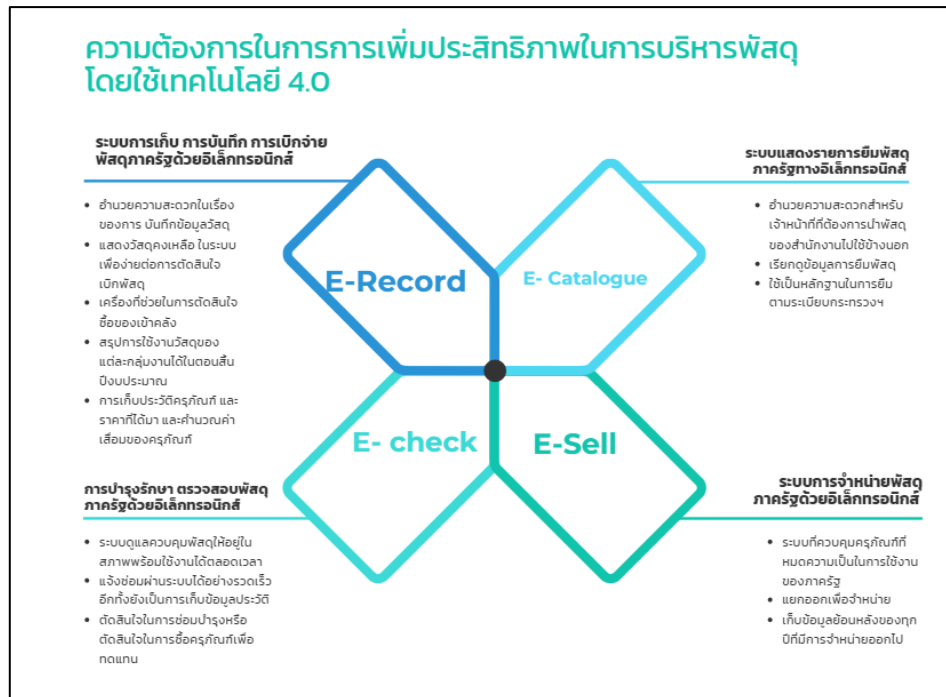 ความต้องการในการการเพิ่มประสิทธิภาพในการบริหารพัสดุ
โดยใช้เทคโนโลยี 4.0
ระบบการเก็บ การบันทึก การเบิกจ่าย
พัสดุภาครัฐด้วยอิเล็กทรอนิกส์
อำนวยความสะดวกในเรื่อง
ของการ บันทึกข้อมูลวัสดุ
แสดงวัสดุคงเหลือ ในระบบ
เพื่อง่ายต่อการตัดสินใจ
เบิกพัสดุ
เครื่องที่ช่วยในการตัดสินใจ
ซื้อของเข้าคลัง
สรุปการใช้งานวัสดุของ
แต่ละกลุ่มงานได้ในตอนสิ้น
ปีงบประมาณ
การเก็บประวัติครุภัณฑ์ และ
ราคาที่ได้มา และคำนวณค่า
เสื่อมของครุภัณฑ์
E-Record
E- Catalogue
ระบบแสดงรายการยืมพัสดุ
ภาครัฐทางอิเล็กทรอนิกส์
อำนวยความสะดวกสำหรับ
เจ้าหน้าที่ที่ต้องการนำพัสดุ
ของสำนักงานไปใช้ข้างนอก
เรียกดูข้อมูลการยืมพัสดุ
ใช้เป็นหลักฐานในการยืม
ตามระเบียบกระทรวงฯ
E- check
E-Sell
การบำรุงรักษา ตรวจสอบพัสดุ
ภาครัฐด้วยอิเล็กทรอนิกส์
ระบบดูแลควบคุมพัสดุให้อยู่ใน
สภาพพร้อมใช้งานได้ตลอดเวลา
แจ้งซ่อมผ่านระบบได้อย่างรวดเร็ว
อีกทั้งยังเป็นการเก็บข้อมูลประวัติ
ตัดสินใจในการซ่อมบำรุงหรือ
ตัดสินใจในการซื้อครุภัณฑ์เพื่อ
ทดแทน
ระบบการจำหน่ายพัสดุ
ภาครัฐด้วยอิเล็กทรอนิกส์
ระบบที่ควบคุมครุภัณฑ์ที่
หมดความเป็นในการใช้งาน
ของภาครัฐ
แยกออกเพื่อจำหน่าย
เก็บข้อมูลย้อนหลังของทุก
ปีที่มีการจำหน่ายออกไป